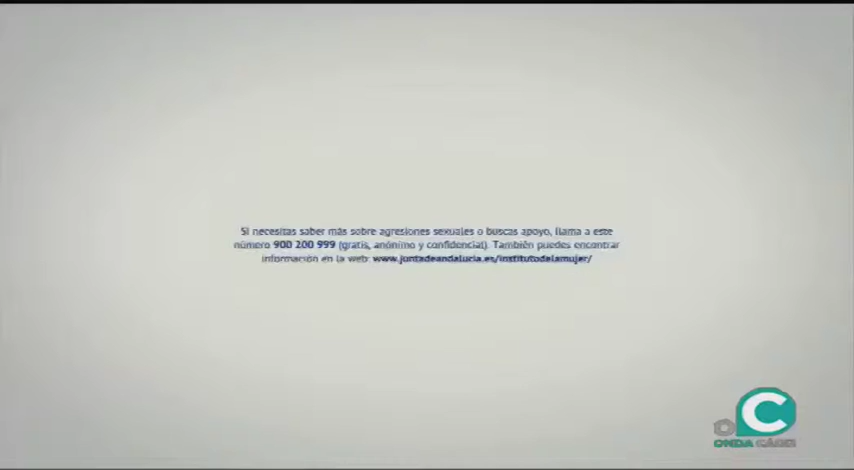 Si necesitas saber más sobre agresiones sexuales o buscas apoyo, llama a este
número 900 200 999 (gratis, anónimo y confidencial). También puedes encontrar
información en la web: www.juntadeandalucia.es/institutodelamujer/
C
ONDA CÁDIZ